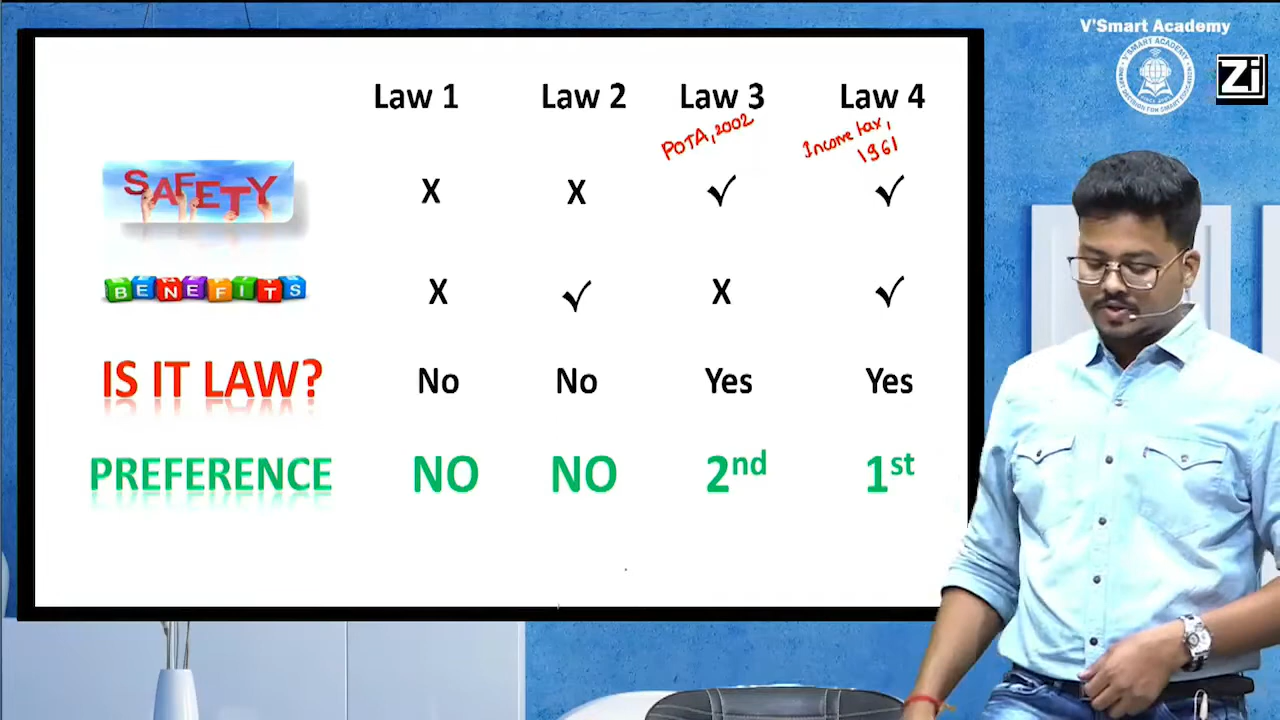 V'Smart Academy
Zi
Law 1 Law 2 Law 3 Law 4
POTA, 2002 Income tax, 1961
SAFETY X X ✓ ✓
BENEFITS X ✓ X ✓
IS IT LAW? No No Yes Yes
PREFERENCE NO NO 2nd 1st